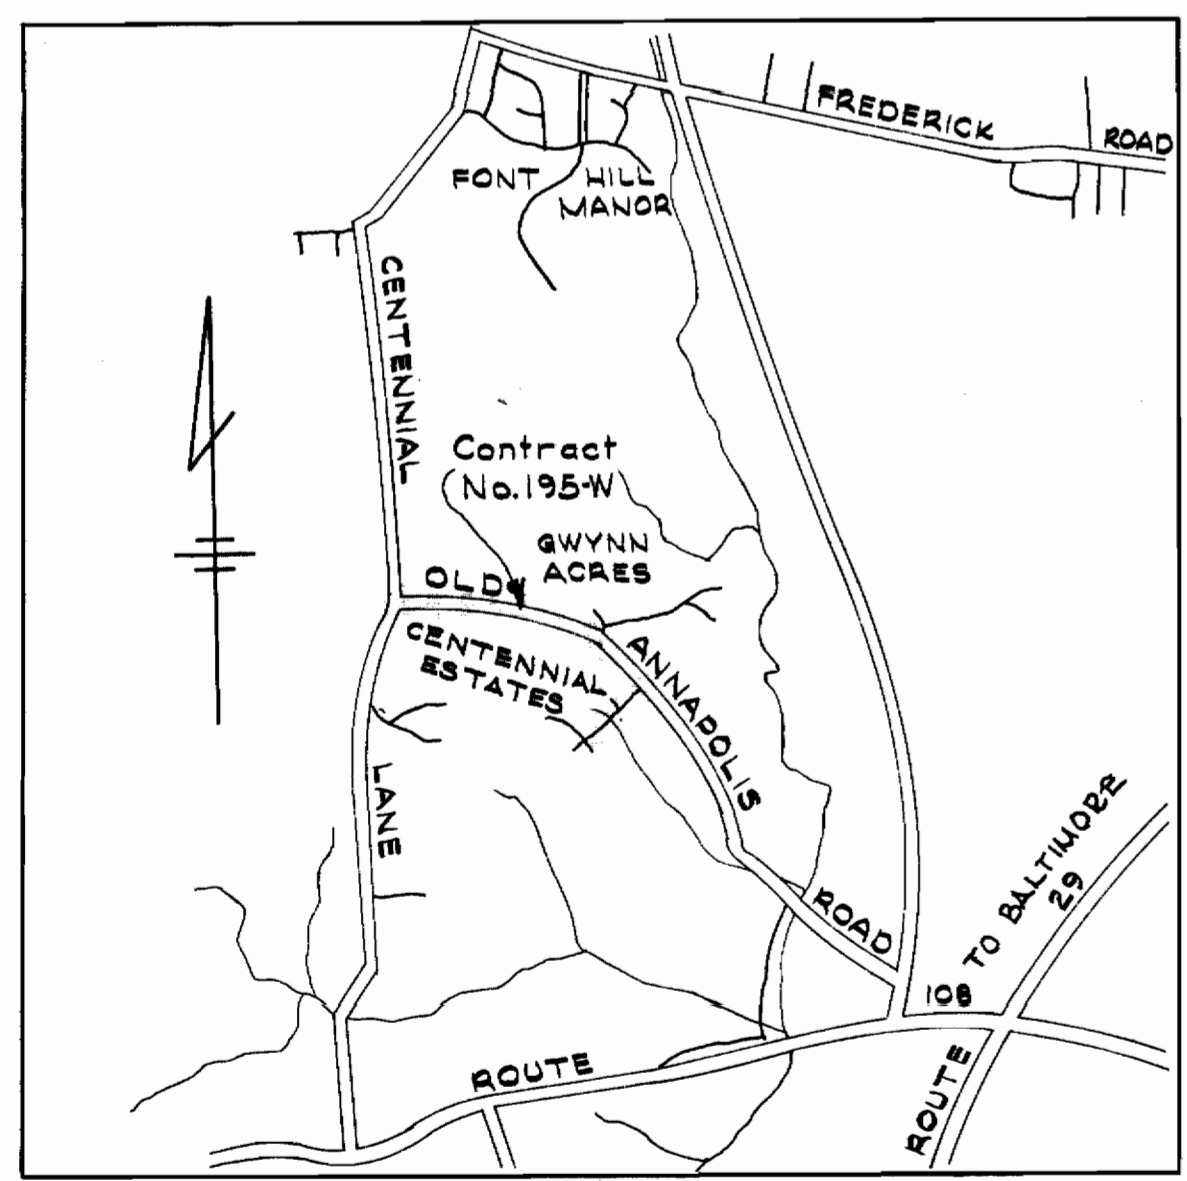 FREDERICK ROAD
FONT HILL
MANOR
CENTENNIAL
Contract
No. 195-W
GWYNN
ACRES
OLD
CENTENNIAL
ESTATES
ANNAPOLIS
LANE
ROAD
TO BALTIMORE
29
108
ROUTE
ROUTE